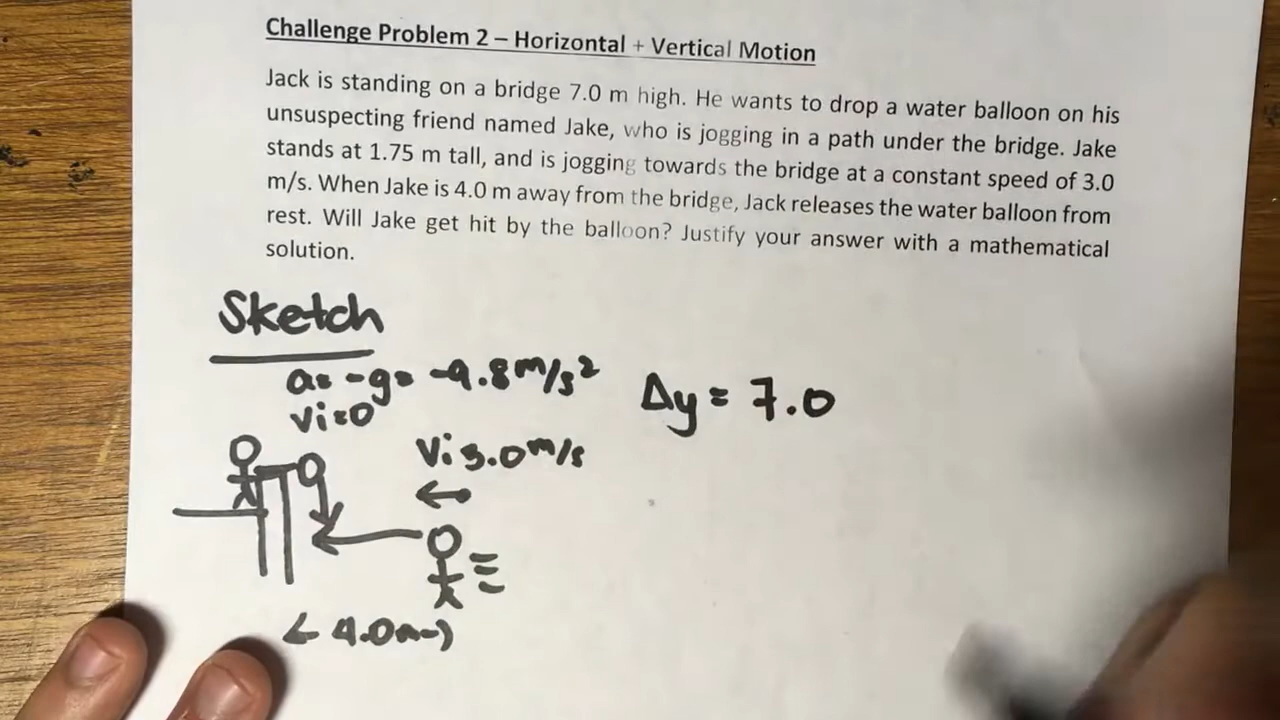 Challenge Problem 2 – Horizontal + Vertical Motion
Jack is standing on a bridge 7.0 m high. He wants to drop a water balloon on his
unsuspecting friend named Jake, who is jogging in a path under the bridge. Jake
stands at 1.75 m tall, and is jogging towards the bridge at a constant speed of 3.0
m/s. When Jake is 4.0 m away from the bridge, Jack releases the water balloon from
rest. Will Jake get hit by the balloon? Justify your answer with a mathematical
solution.
Sketch
a= -g= -9.8m/s²
Δy = 7.0
vi=0
Vi 3.0m/s
4.0m